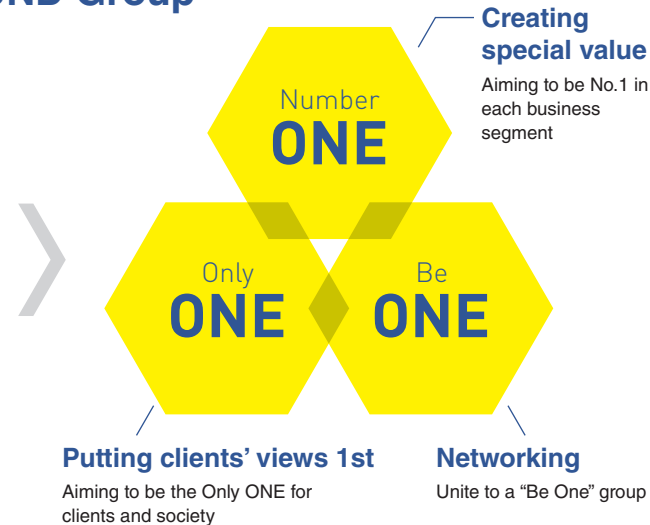 Group
Creating
special value
Aiming to be No.1 in
each business
segment
Number
ONE
Only
ONE
Be
ONE
Putting clients’ views 1st
Aiming to be the Only ONE for
clients and society
Networking
Unite to a “Be One” group